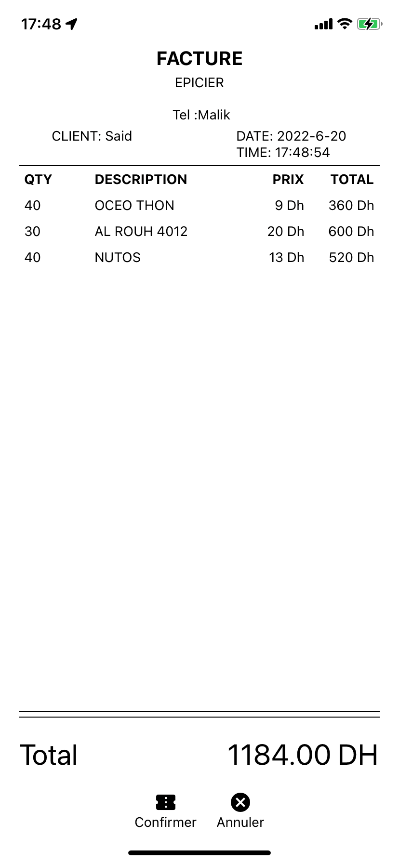 17:48
FACTURE
EPICIER
Tel :Malik
CLIENT: Said DATE: 2022-6-20
TIME: 17:48:54
QTY DESCRIPTION PRIX TOTAL
40 OCEO THON 9 Dh 360 Dh
30 AL ROUH 4012 20 Dh 600 Dh
40 NUTOS 13 Dh 520 Dh
Total 1184.00 DH
Confirmer Annuler